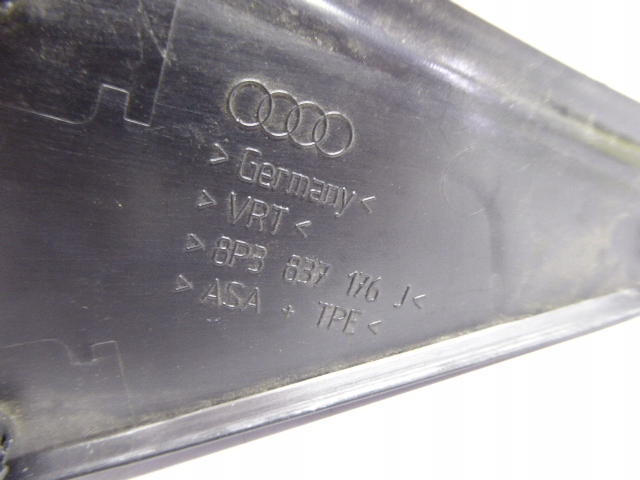 > Germany <
> VRT <
> 8P3 837 176 J <
> ASA + TPE <